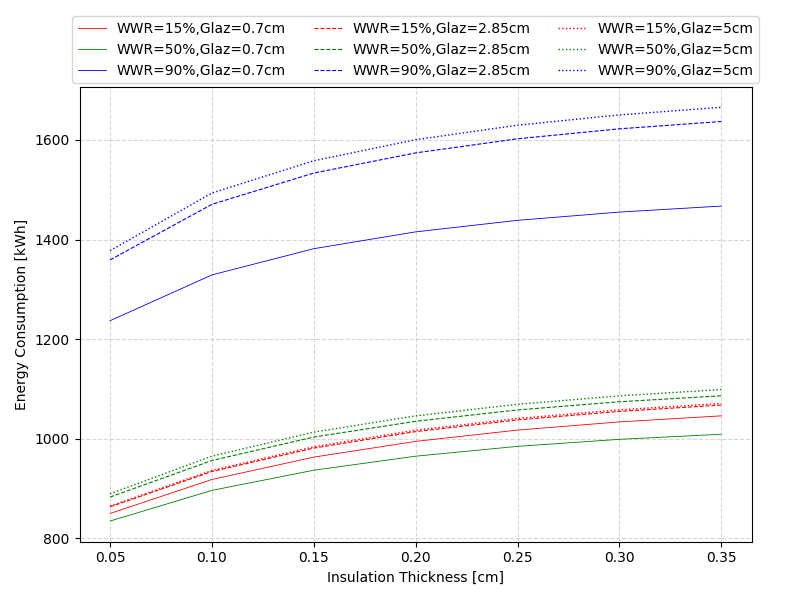 WWR=15%,Glaz=0.7cm WWR=15%,Glaz=2.85cm WWR=15%,Glaz=5cm
WWR=50%,Glaz=0.7cm WWR=50%,Glaz=2.85cm WWR=50%,Glaz=5cm
WWR=90%,Glaz=0.7cm WWR=90%,Glaz=2.85cm WWR=90%,Glaz=5cm
Energy Consumption [kWh]
1600
1400
1200
1000
800
0.05 0.10 0.15 0.20 0.25 0.30 0.35
Insulation Thickness [cm]